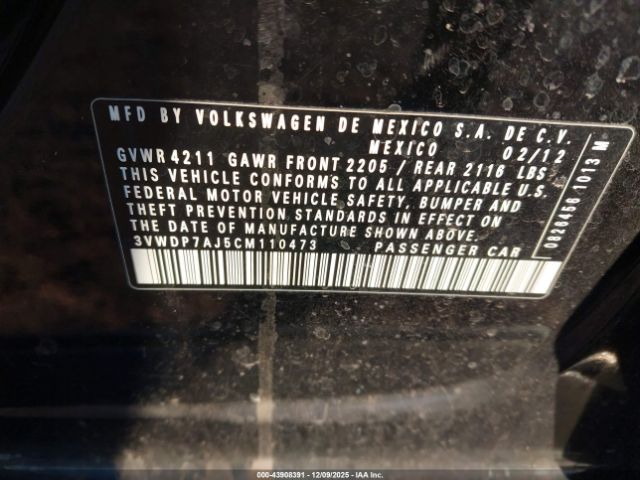 MFD BY VOLKSWAGEN DE MEXICO S.A. DE C.V.
MEXICO 02/12
GVWR 4211 GAWR FRONT 2205 / REAR 2116 LBS
THIS VEHICLE CONFORMS TO ALL APPLICABLE U.S.
FEDERAL MOTOR VEHICLE SAFETY, BUMPER AND
THEFT PREVENTION STANDARDS IN EFFECT ON
THE DATE OF MANUFACTURE SHOWN ABOVE.
3VWDP7AJ5CM110473 PASSENGER CAR
0826456 1013 M
000-43908391 - 12/09/2025 - IAA Inc.